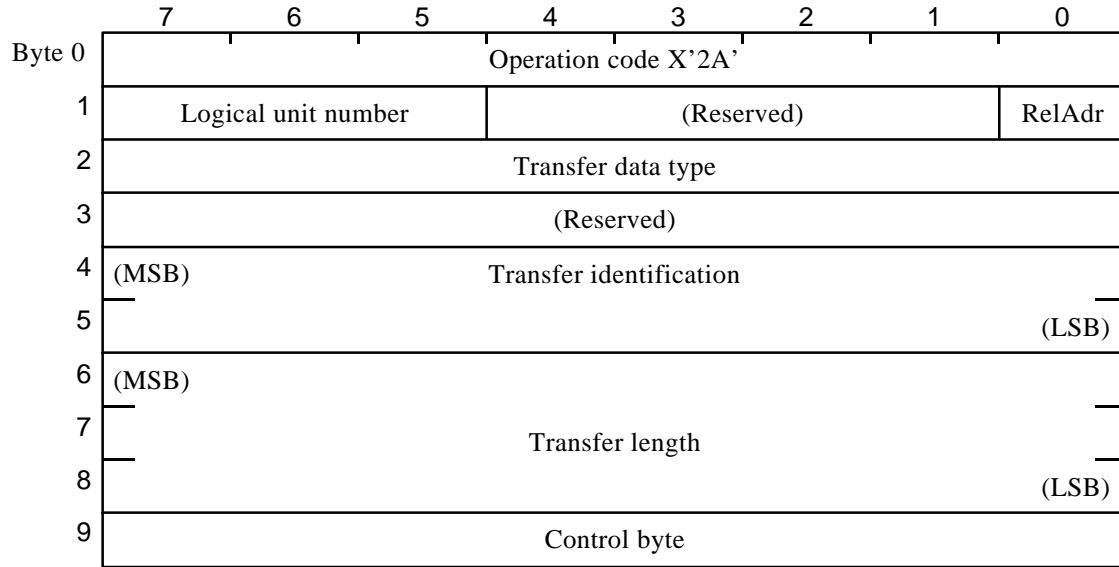 7 6 5 4 3 2 1 0
Byte 0 Operation code X’2A’
1 Logical unit number (Reserved) RelAdr
2 Transfer data type
3 (Reserved)
4 (MSB) Transfer identification
5 (LSB)
6 (MSB)
7 Transfer length
8 (LSB)
9 Control byte